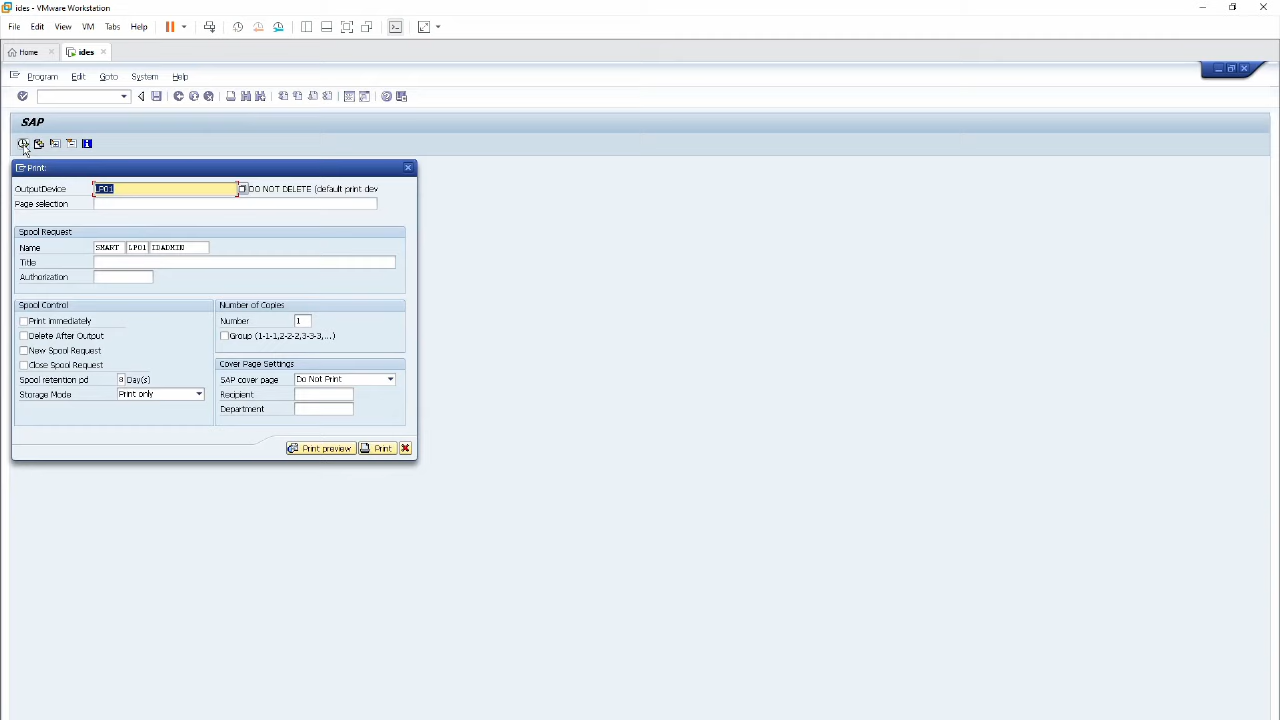 ides - VMware Workstation
File Edit View VM Tabs Help
Home ides
Program Edit Goto System Help
SAP
Print:
OutputDevice LP01 DO NOT DELETE (default print dev
Page selection
Spool Request
Name SMART LP01 IDADMIN
Title
Authorization
Spool Control
Number of Copies
Print immediately
Number 1
Delete After Output
Group (1-1-1,2-2-2,3-3-3,...)
New Spool Request
Close Spool Request
Cover Page Settings
Spool retention pd 8 Day(s)
SAP cover page Do Not Print
Storage Mode Print only
Recipient
Department
Print preview Print